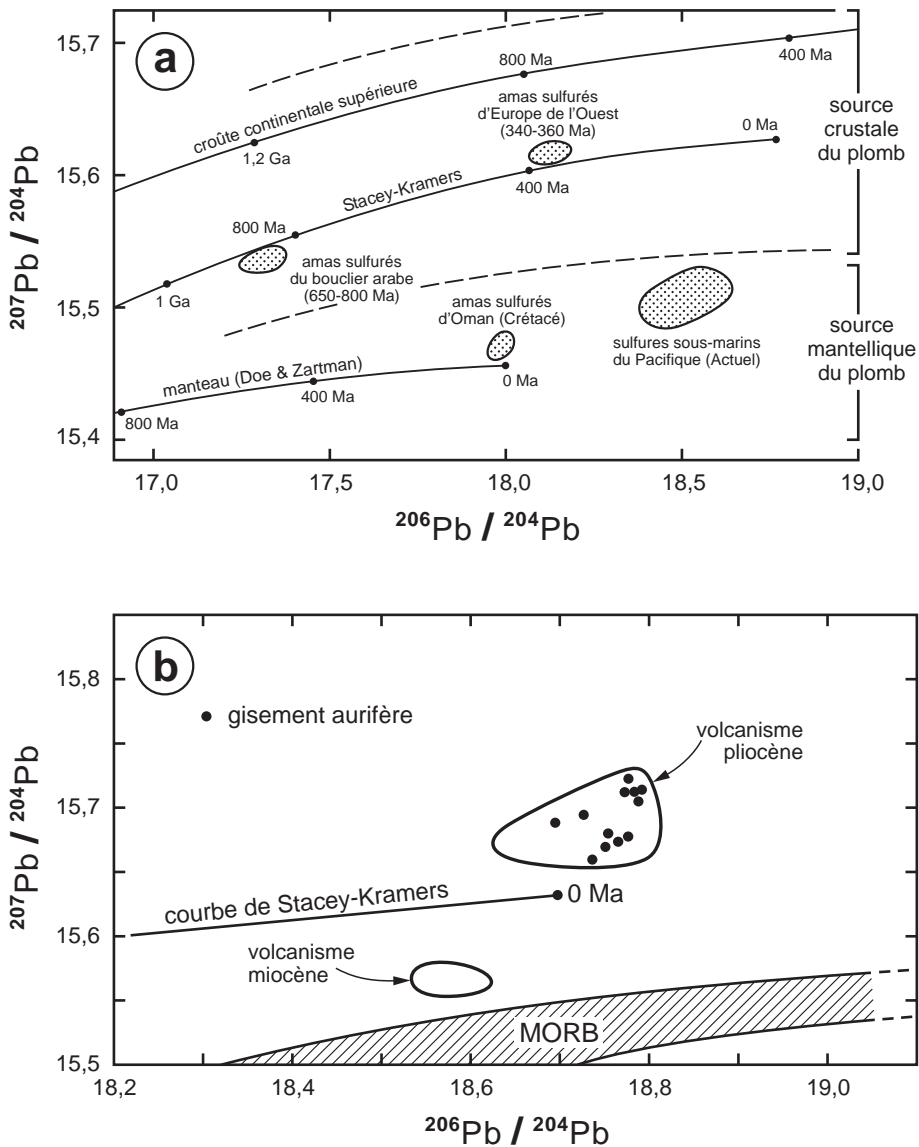 a
15,7
15,6
15,5
15,4
207Pb / 204Pb
croûte continentale supérieure
1,2 Ga
800 Ma
400 Ma
amas sulfurés
d'Europe de l'Ouest
(340-360 Ma)
0 Ma
Stacey-Kramers
400 Ma
800 Ma
1 Ga
amas sulfurés
du bouclier arabe
(650-800 Ma)
amas sulfurés
d'Oman (Crétacé)
sulfures sous-marins
du Pacifique (Actuel)
manteau (Doe & Zartman)
800 Ma
400 Ma
0 Ma
source
crustale
du plomb
source
mantellique
du plomb
17,0
17,5
18,0
18,5
19,0
206Pb / 204Pb
b
15,8
15,7
15,6
15,5
207Pb / 204Pb
gisement aurifère
volcanisme
pliocène
courbe de Stacey-Kramers
0 Ma
volcanisme
miocène
MORB
18,2
18,4
18,6
18,8
19,0
206Pb / 204Pb